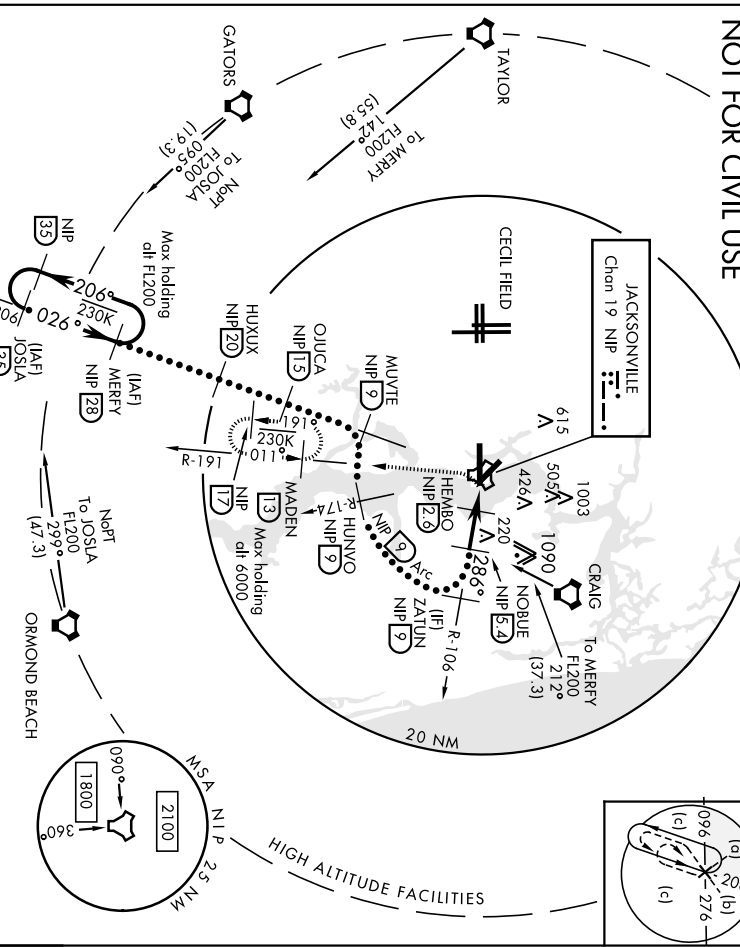 NOT FOR CIVIL USE
TAYLOR
To MERFY
FL200
142°
(55.8)
GATORS
NoPT
To JOSLA
FL200
095°
(19.3)
JACKSONVILLE
Chan 19 NIP
CECIL FIELD
615
1003
505
426
1090
220
CRAIG
To MERFY
FL200
212°
(37.3)
NOBUE
NIP 5.4
HEMBO
NIP 2.6
286°
(IF)
ZATUN
NIP 9
R-106
NIP 9 Arc
HUNVO
NIP 9
R-174
MUVTE
NIP 9
OJUCA
NIP 15
HUXUX
NIP 20
191°
230K
011°
MADEN
13
NIP
17
R-191
Max holding
alt 6000
Max holding
alt FL200
NIP
35
206°
230K
026°
(IAF)
MERFY
NIP 28
(IAF)
JOSLA
NoPT
To JOSLA
FL200
299°
(47.3)
ORMOND BEACH
20 NM
HIGH ALTITUDE FACILITIES
MSA NIP 25 NM
2100
1800
090°
360°
096
276
(a)
(b)
(c)
(c)